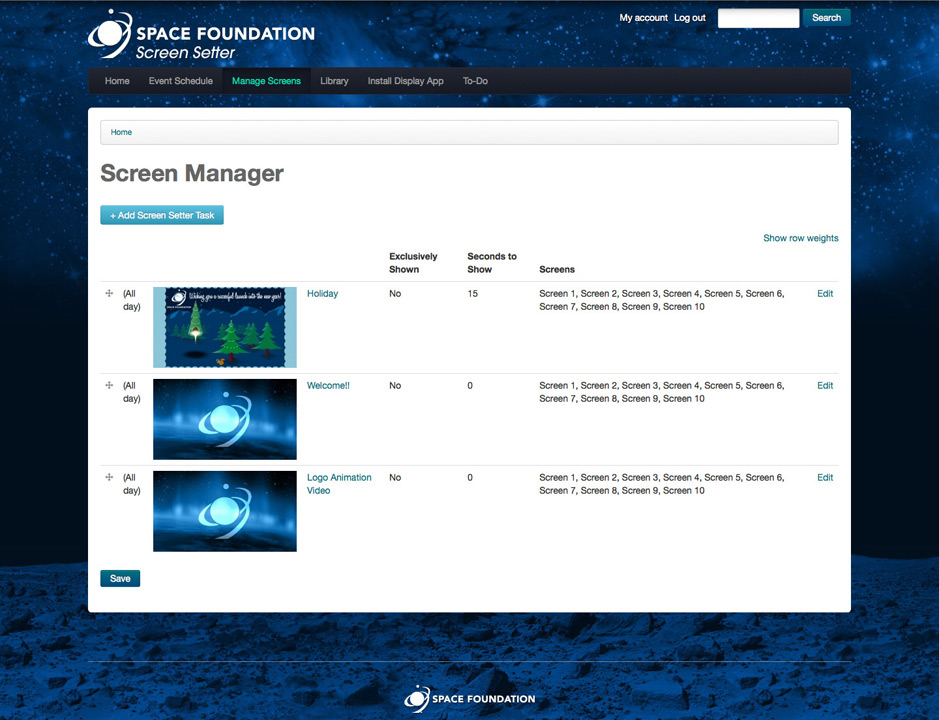 My account Log out Search
SPACE FOUNDATION
Screen Setter
Home Event Schedule Manage Screens Library Install Display App To-Do
Home
Screen Manager
+ Add Screen Setter Task
Show row weights
Exclusively Shown Seconds to Show Screens
(All day) Wishing you a successful launch into the new year! Holiday No 15 Screen 1, Screen 2, Screen 3, Screen 4, Screen 5, Screen 6, Edit
Screen 7, Screen 8, Screen 9, Screen 10
(All day) Welcome!! No 0 Screen 1, Screen 2, Screen 3, Screen 4, Screen 5, Screen 6, Edit
Screen 7, Screen 8, Screen 9, Screen 10
(All day) Logo Animation Video No 0 Screen 1, Screen 2, Screen 3, Screen 4, Screen 5, Screen 6, Edit
Screen 7, Screen 8, Screen 9, Screen 10
Save
SPACE FOUNDATION